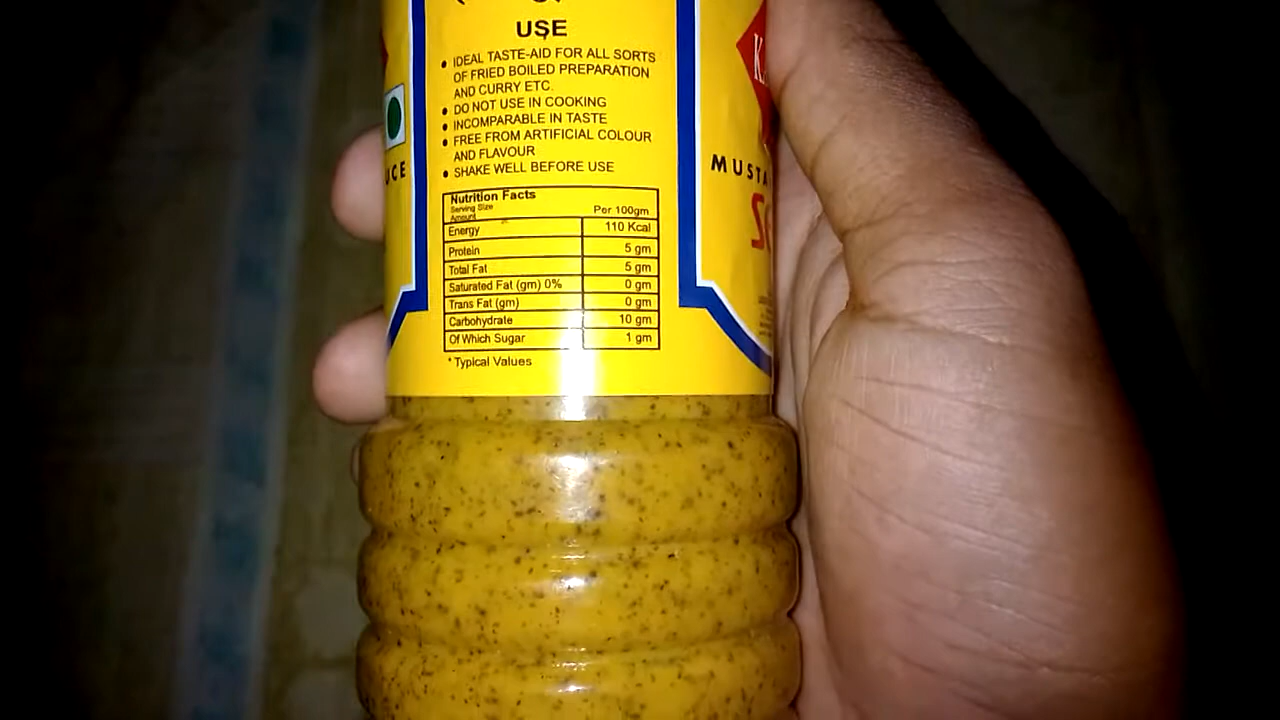 USE
• IDEAL TASTE-AID FOR ALL SORTS
OF FRIED BOILED PREPARATION
AND CURRY ETC.
• DO NOT USE IN COOKING
• INCOMPARABLE IN TASTE
• FREE FROM ARTIFICIAL COLOUR
AND FLAVOUR
• SHAKE WELL BEFORE USE
Nutrition Facts
Serving Size
Amount Per 100gm
Energy 110 Kcal
Protein 5 gm
Total Fat 5 gm
Saturated Fat (gm) 0% 0 gm
Trans Fat (gm) 0 gm
Carbohydrate 10 gm
Of Which Sugar 1 gm
* Typical Values
UCE
K
MUSTA
S